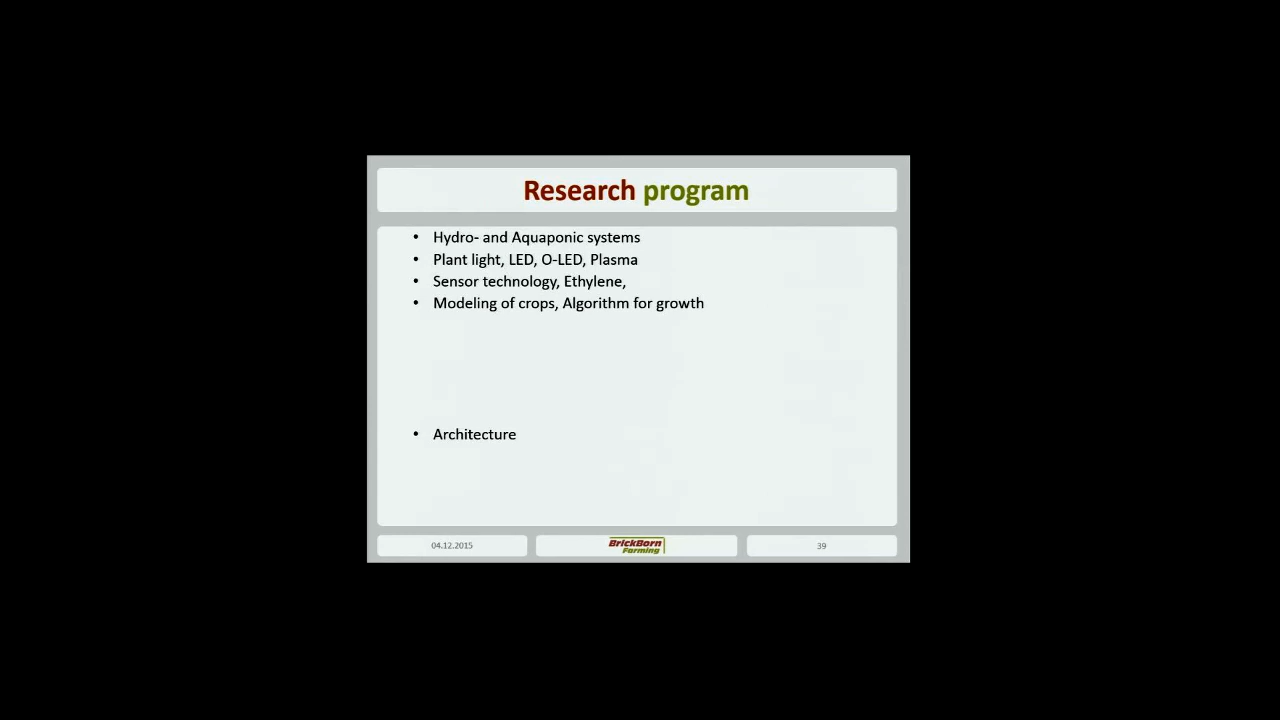 Research program
• Hydro- and Aquaponic systems
• Plant light, LED, O-LED, Plasma
• Sensor technology, Ethylene,
• Modeling of crops, Algorithm for growth
• Architecture
04.12.2015
BrickBorn
Farming
39